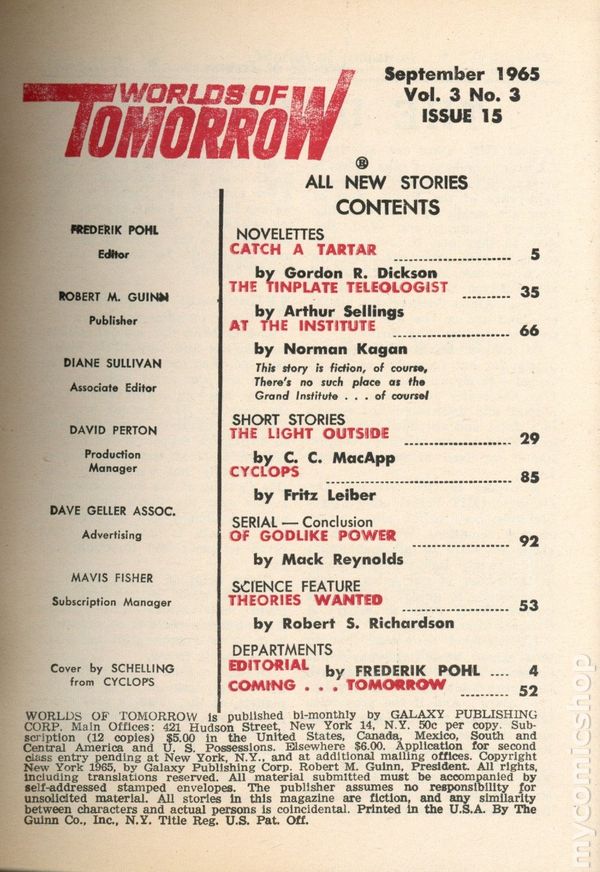 WORLDS OF
TOMORROW
®
September 1965
Vol. 3 No. 3
ISSUE 15
ALL NEW STORIES
CONTENTS
FREDERIK POHL
Editor
ROBERT M. GUINN
Publisher
DIANE SULLIVAN
Associate Editor
DAVID PERTON
Production
Manager
DAVE GELLER ASSOC.
Advertising
MAVIS FISHER
Subscription Manager
Cover by SCHELLING
from CYCLOPS
NOVELETTES
CATCH A TARTAR 5
by Gordon R. Dickson
THE TINPLATE TELEOLOGIST 35
by Arthur Sellings
AT THE INSTITUTE 66
by Norman Kagan
This story is fiction, of course,
There's no such place as the
Grand Institute . . . of course!
SHORT STORIES
THE LIGHT OUTSIDE 29
by C. C. MacApp
CYCLOPS 85
by Fritz Leiber
SERIAL — Conclusion
OF GODLIKE POWER 92
by Mack Reynolds
SCIENCE FEATURE
THEORIES WANTED 53
by Robert S. Richardson
DEPARTMENTS
EDITORIAL by FREDERIK POHL .... 4
COMING . . . TOMORROW 52
WORLDS OF TOMORROW is published bi-monthly by GALAXY PUBLISHING
CORP. Main Offices: 421 Hudson Street, New York 14, N.Y. 50c per copy. Sub-
scription (12 copies) $5.00 in the United States, Canada, Mexico, South and
Central America and U. S. Possessions. Elsewhere $6.00. Application for second
class entry pending at New York, N.Y., and at additional mailing offices. Copyright
New York 1965, by Galaxy Publishing Corp. Robert M. Guinn, President. All rights,
including translations reserved. All material submitted must be accompanied by
self-addressed stamped envelopes. The publisher assumes no responsibility for
unsolicited material. All stories in this magazine are fiction, and any similarity
between characters and actual persons is coincidental. Printed in the U.S.A. By The
Guinn Co., Inc., N.Y. Title Reg. U.S. Pat. Off.
mycomicshop